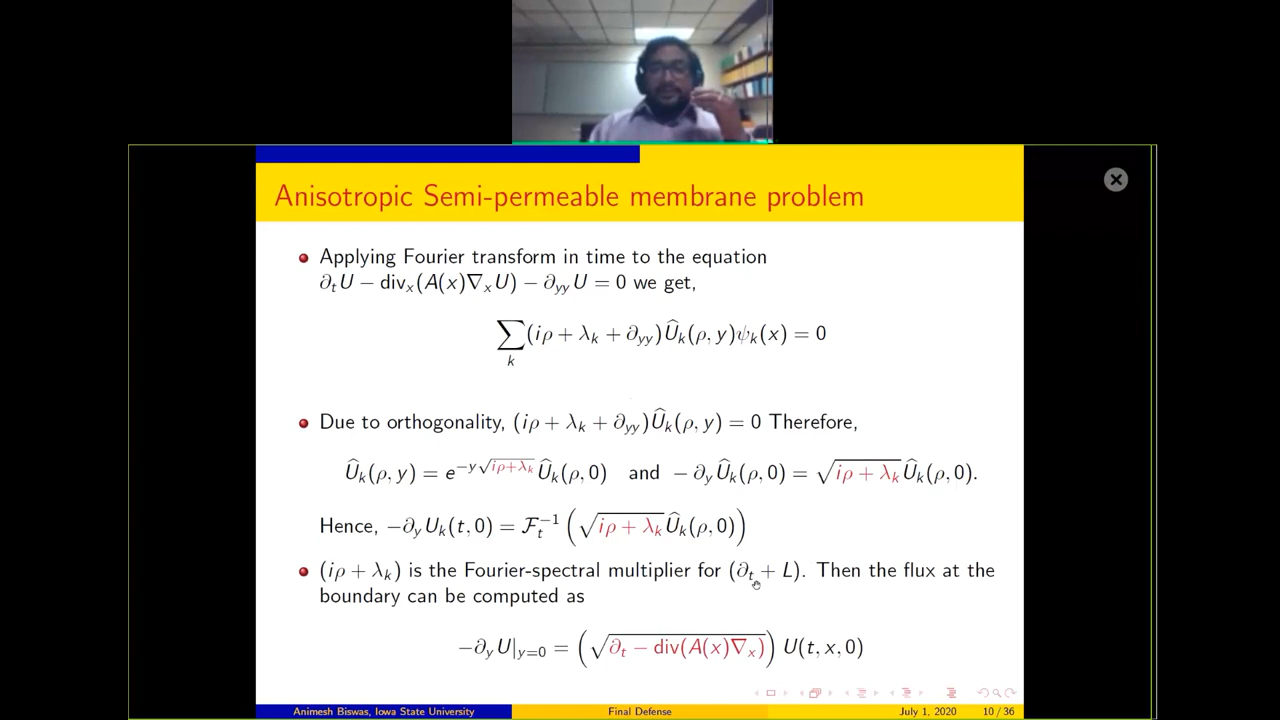 Anisotropic Semi-permeable membrane problem
Applying Fourier transform in time to the equation
∂ₜU − divₓ(A(x)∇ₓU) − ∂ᵧᵧU = 0 we get,
∑ₖ (iρ + λₖ + ∂ᵧᵧ)Ûₖ(ρ, y)ψₖ(x) = 0
Due to orthogonality, (iρ + λₖ + ∂ᵧᵧ)Ûₖ(ρ, y) = 0 Therefore,
Ûₖ(ρ, y) = e^{−y√(iρ+λₖ)} Ûₖ(ρ, 0) and − ∂ᵧÛₖ(ρ, 0) = √(iρ + λₖ) Ûₖ(ρ, 0).
Hence, −∂ᵧUₖ(t, 0) = 𝓕ₜ⁻¹ (√(iρ + λₖ) Ûₖ(ρ, 0))
(iρ + λₖ) is the Fourier-spectral multiplier for (∂ₜ + L). Then the flux at the
boundary can be computed as
−∂ᵧU|ᵧ₌₀ = (√(∂ₜ − div(A(x)∇ₓ))) U(t, x, 0)
Animesh Biswas, Iowa State University Final Defense July 1, 2020 10 / 36